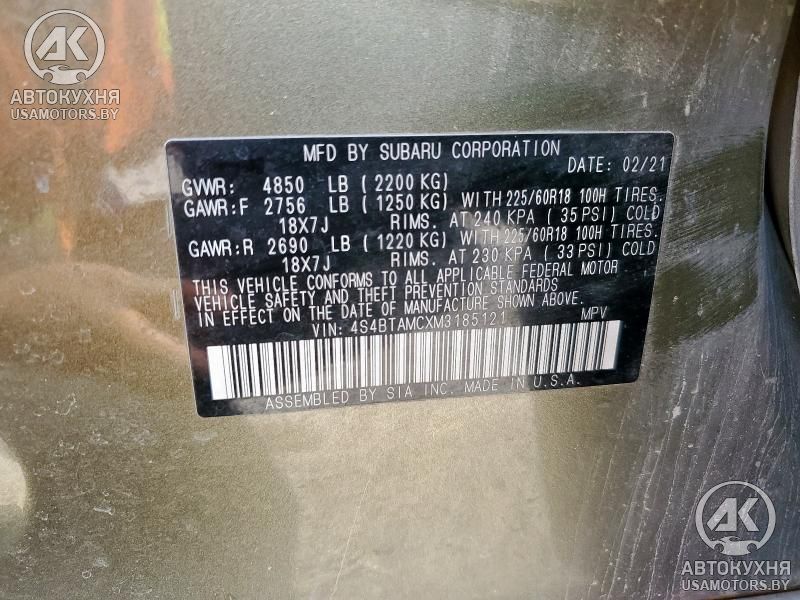 AK
АВТОКУХНЯ
USAMOTORS.BY
MFD BY SUBARU CORPORATION DATE: 02/21
GVWR: 4850 LB (2200 KG)
GAWR:F 2756 LB (1250 KG) WITH 225/60R18 100H TIRES.
18X7J RIMS. AT 240 KPA ( 35 PSI) COLD
GAWR:R 2690 LB (1220 KG) WITH 225/60R18 100H TIRES.
18X7J RIMS. AT 230 KPA ( 33 PSI) COLD
THIS VEHICLE CONFORMS TO ALL APPLICABLE FEDERAL MOTOR
VEHICLE SAFETY AND THEFT PREVENTION STANDARDS
IN EFFECT ON THE DATE OF MANUFACTURE SHOWN ABOVE.
VIN: 4S4BTAMCXM3185121 MPV
ASSEMBLED BY SIA INC. MADE IN U.S.A.
AK
АВТОКУХНЯ
USAMOTORS.BY